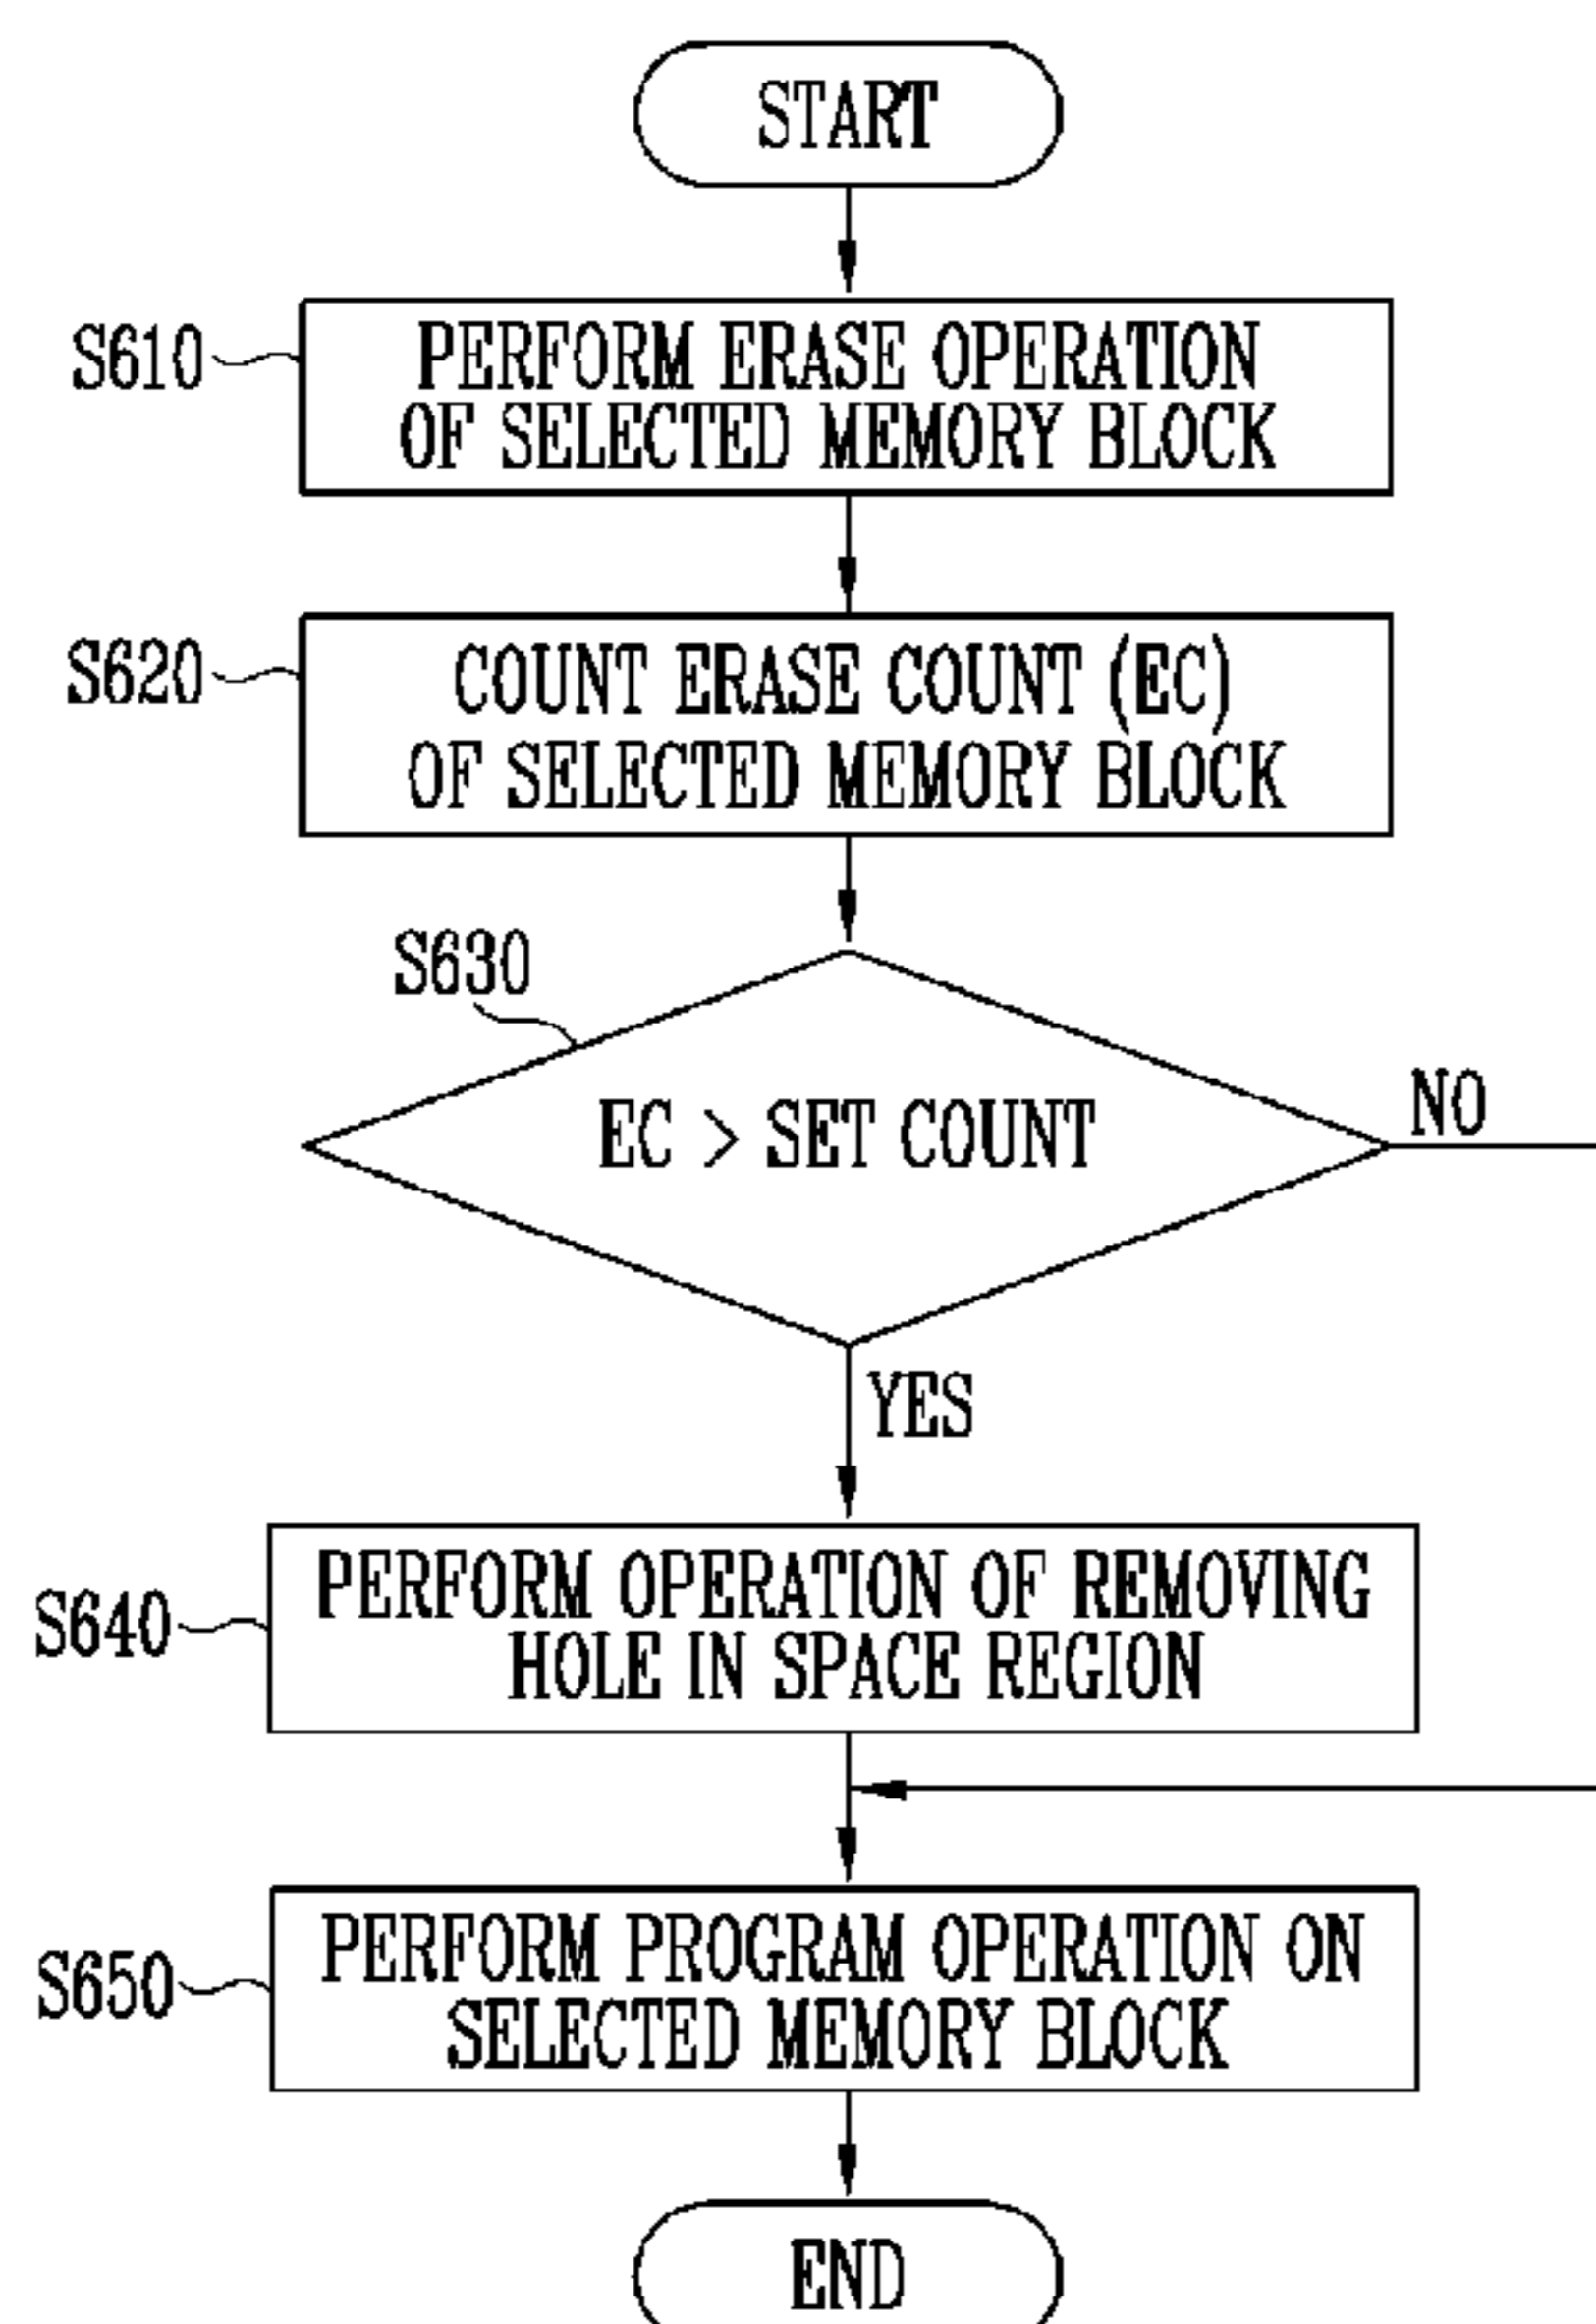 START
S610
PERFORM ERASE OPERATION
OF SELECTED MEMORY BLOCK
S620
COUNT ERASE COUNT (EC)
OF SELECTED MEMORY BLOCK
S630
EC > SET COUNT
NO
YES
S640
PERFORM OPERATION OF REMOVING
HOLE IN SPACE REGION
S650
PERFORM PROGRAM OPERATION ON
SELECTED MEMORY BLOCK
END